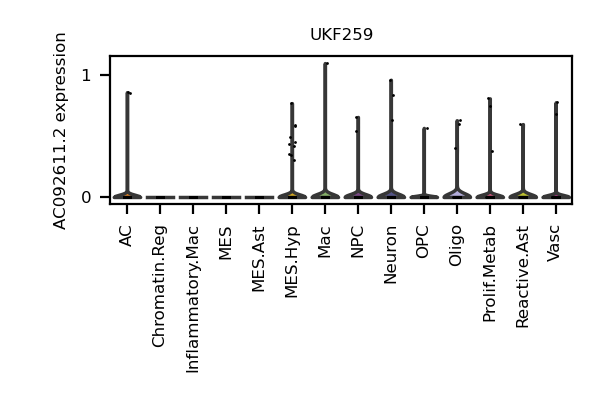 UKF259
AC092611.2 expression
1
0
AC
Chromatin.Reg
Inflammatory.Mac
MES
MES.Ast
MES.Hyp
Mac
NPC
Neuron
OPC
Oligo
Prolif.Metab
Reactive.Ast
Vasc